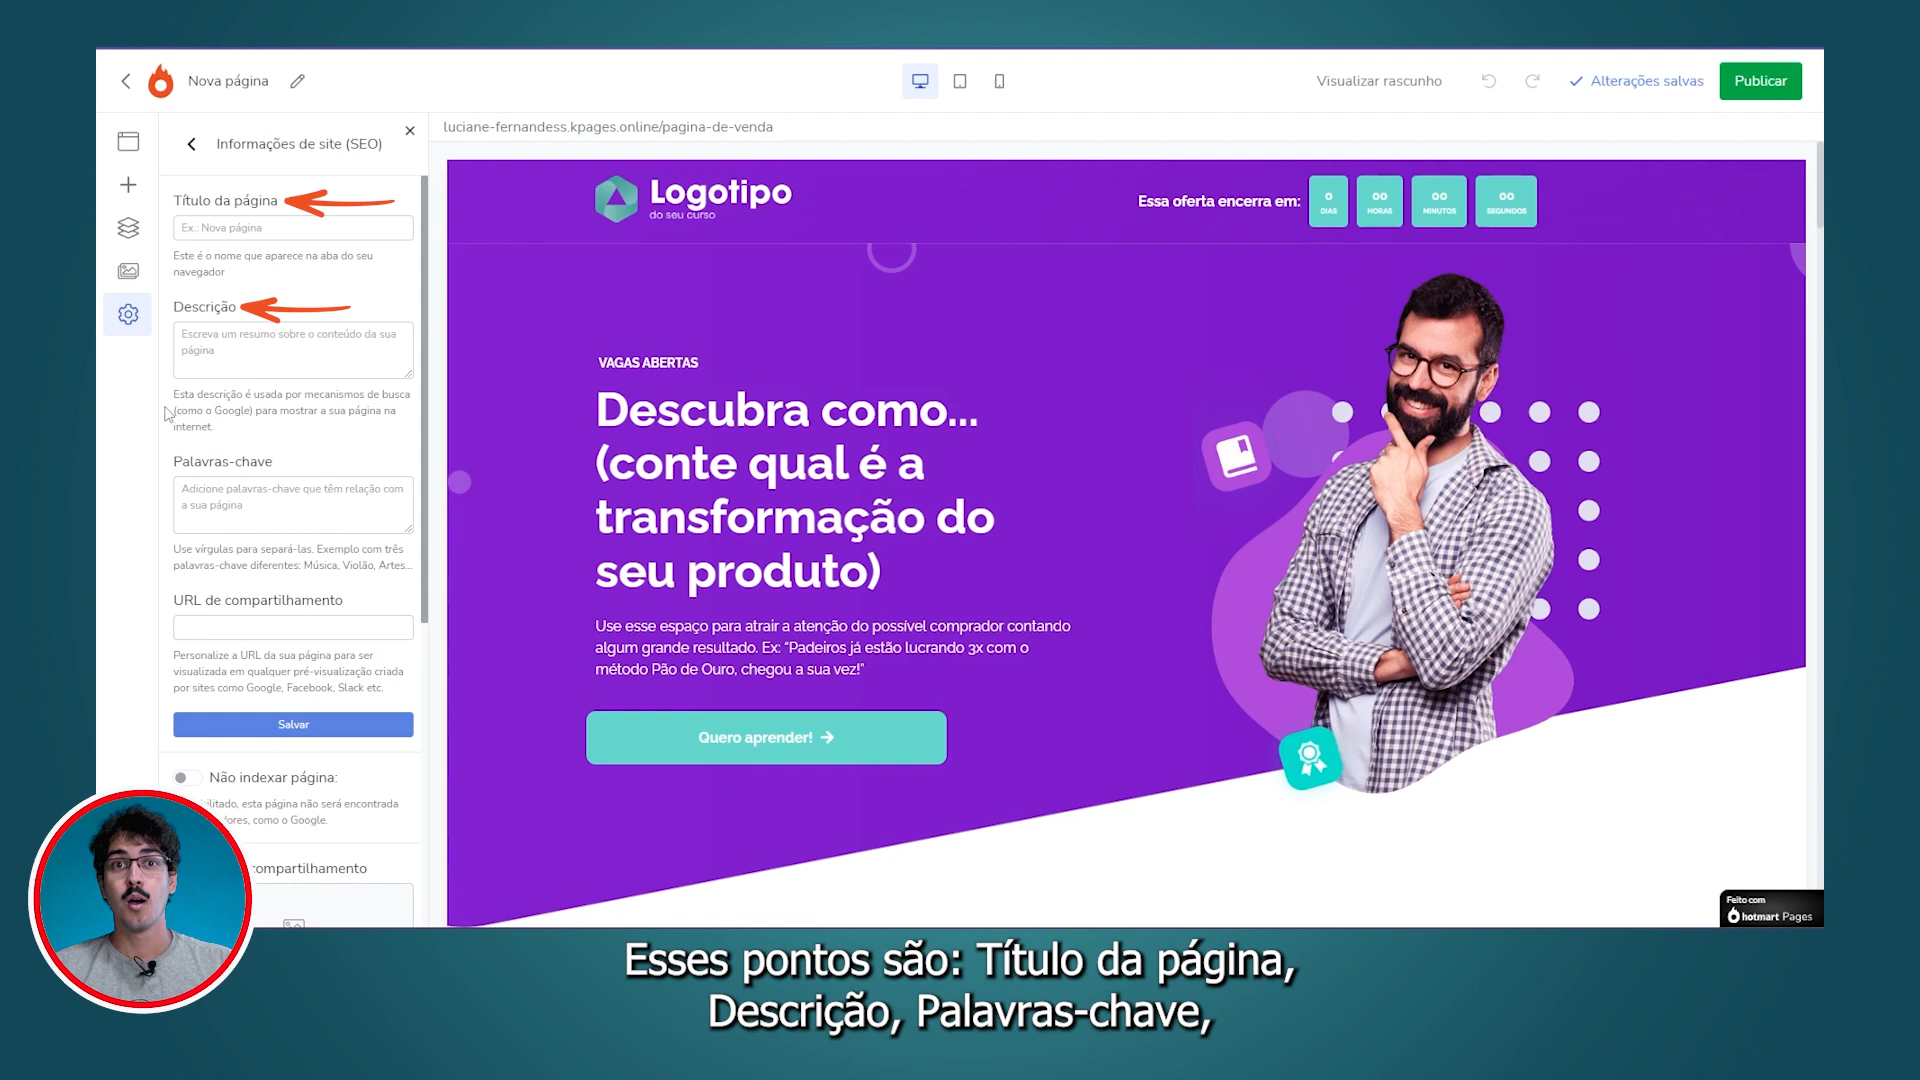 Nova página
Visualizar rascunho
Alterações salvas
Publicar
Informações de site (SEO)
luciane-fernandess.kpages.online/pagina-de-venda
Título da página
Ex.: Nova página
Este é o nome que aparece na aba do seu
navegador
Descrição
Escreva um resumo sobre o conteúdo da sua
página
Esta descrição é usada por mecanismos de busca
(como o Google) para mostrar a sua página na
internet.
Palavras-chave
Adicione palavras-chave que têm relação com
a sua página
Use vírgulas para separá-las. Exemplo com três
palavras-chave diferentes: Música, Violão, Artes...
URL de compartilhamento
Personalize a URL da sua página para ser
visualizada em qualquer pré-visualização criada
por sites como Google, Facebook, Slack etc.
Salvar
Não indexar página:
esta página não será encontrada
como o Google.
compartilhamento
Logotipo
do seu curso
Essa oferta encerra em:
0 00 00 00
DIAS HORAS MINUTOS SEGUNDOS
VAGAS ABERTAS
Descubra como...
(conte qual é a
transformação do
seu produto)
Use esse espaço para atrair a atenção do possível comprador contando
algum grande resultado. Ex: “Padeiros já estão lucrando 3x com o
método Pão de Ouro, chegou a sua vez!”
Quero aprender!
Feito com
hotmart Pages
Esses pontos são: Título da página,
Descrição, Palavras-chave,